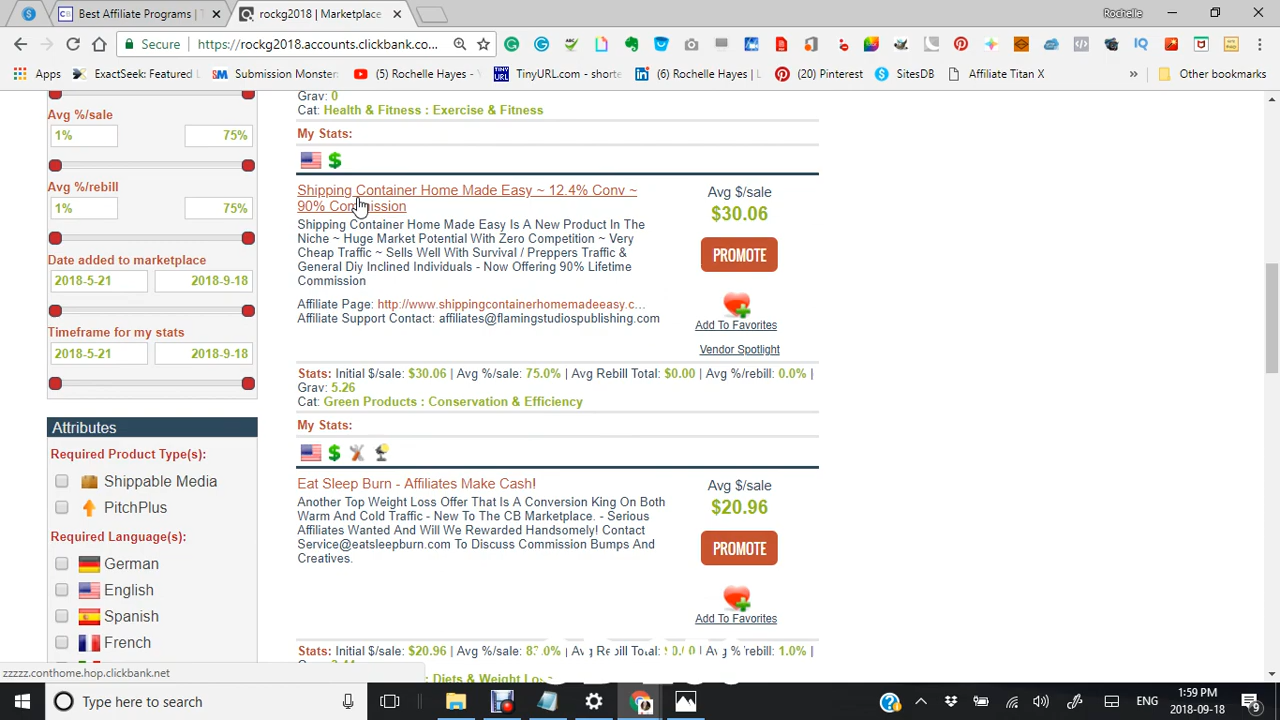 Best Affiliate Programs | T
rockg2018 | Marketplace
Rochelle
Secure
https://rockg2018.accounts.clickbank.co...
Apps
ExactSeek: Featured L
Submission Monster
(5) Rochelle Hayes - Y
TinyURL.com - shorte
(6) Rochelle Hayes | L
(20) Pinterest
SitesDB
Affiliate Titan X
»
Other bookmarks
Avg %/sale
1% 75%
Avg %/rebill
1% 75%
Date added to marketplace
2018-5-21 2018-9-18
Timeframe for my stats
2018-5-21 2018-9-18
Attributes
Required Product Type(s):
Shippable Media
PitchPlus
Required Language(s):
German
English
Spanish
French
Grav: 0
Cat: Health & Fitness : Exercise & Fitness
My Stats:
Shipping Container Home Made Easy ~ 12.4% Conv ~
90% Commission
Shipping Container Home Made Easy Is A New Product In The
Niche ~ Huge Market Potential With Zero Competition ~ Very
Cheap Traffic ~ Sells Well With Survival / Preppers Traffic &
General Diy Inclined Individuals - Now Offering 90% Lifetime
Commission
Affiliate Page: http://www.shippingcontainerhomemadeeasy.c...
Affiliate Support Contact: affiliates@flamingstudiospublishing.com
Avg $/sale
$30.06
PROMOTE
Add To Favorites
Vendor Spotlight
Stats: Initial $/sale: $30.06 | Avg %/sale: 75.0% | Avg Rebill Total: $0.00 | Avg %/rebill: 0.0% |
Grav: 5.26
Cat: Green Products : Conservation & Efficiency
My Stats:
Eat Sleep Burn - Affiliates Make Cash!
Another Top Weight Loss Offer That Is A Conversion King On Both
Warm And Cold Traffic - New To The CB Marketplace. - Serious
Affiliates Wanted And Will We Rewarded Handsomely! Contact
Service@eatsleepburn.com To Discuss Commission Bumps And
Creatives.
Avg $/sale
$20.96
PROMOTE
Add To Favorites
Stats: Initial $/sale: $20.96 | Avg %/sale: Avg Rebill Total: Avg %/rebill: 1.0% |
: Diets & Weight Loss
zzzzz.conthome.hop.clickbank.net
Type here to search
ENG
1:59 PM
2018-09-18